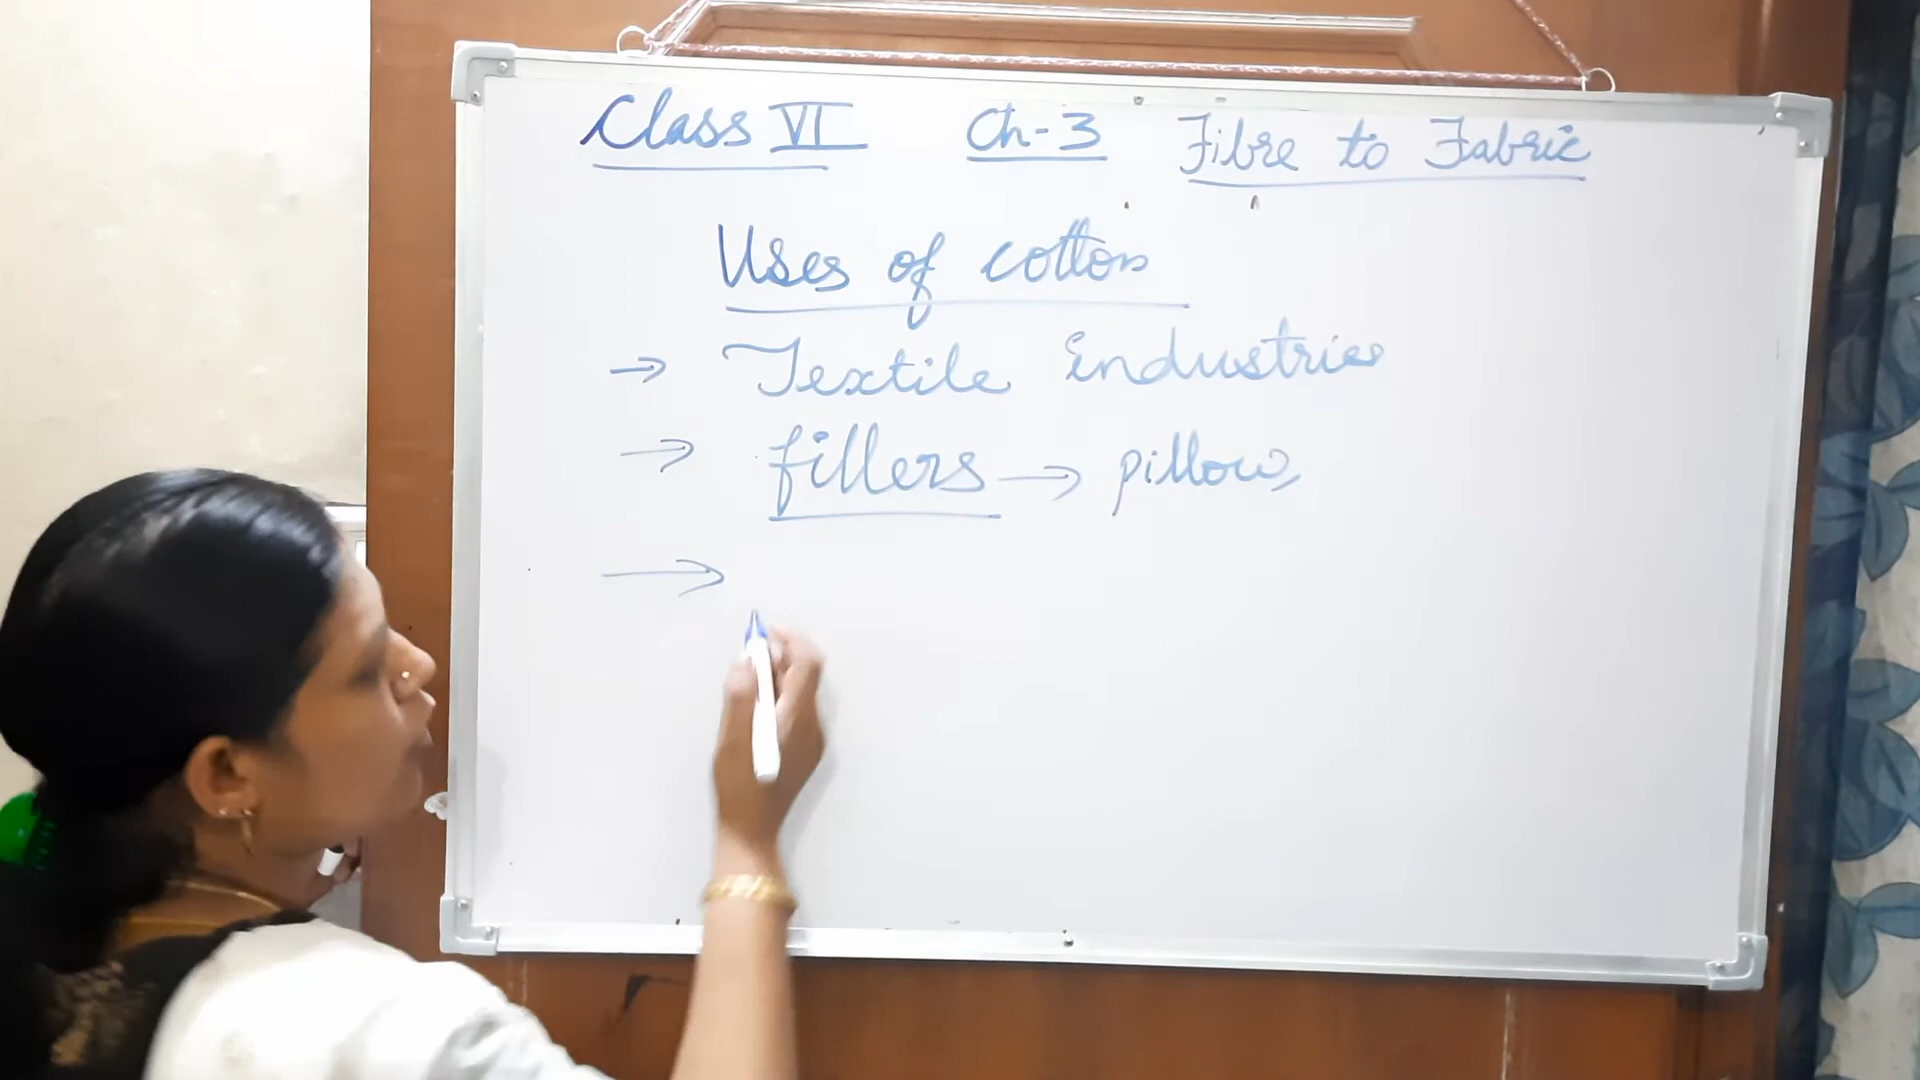 Class VI Ch-3 Fibre to Fabric
Uses of cotton
→ Textile industries
→ fillers → pillow,
→